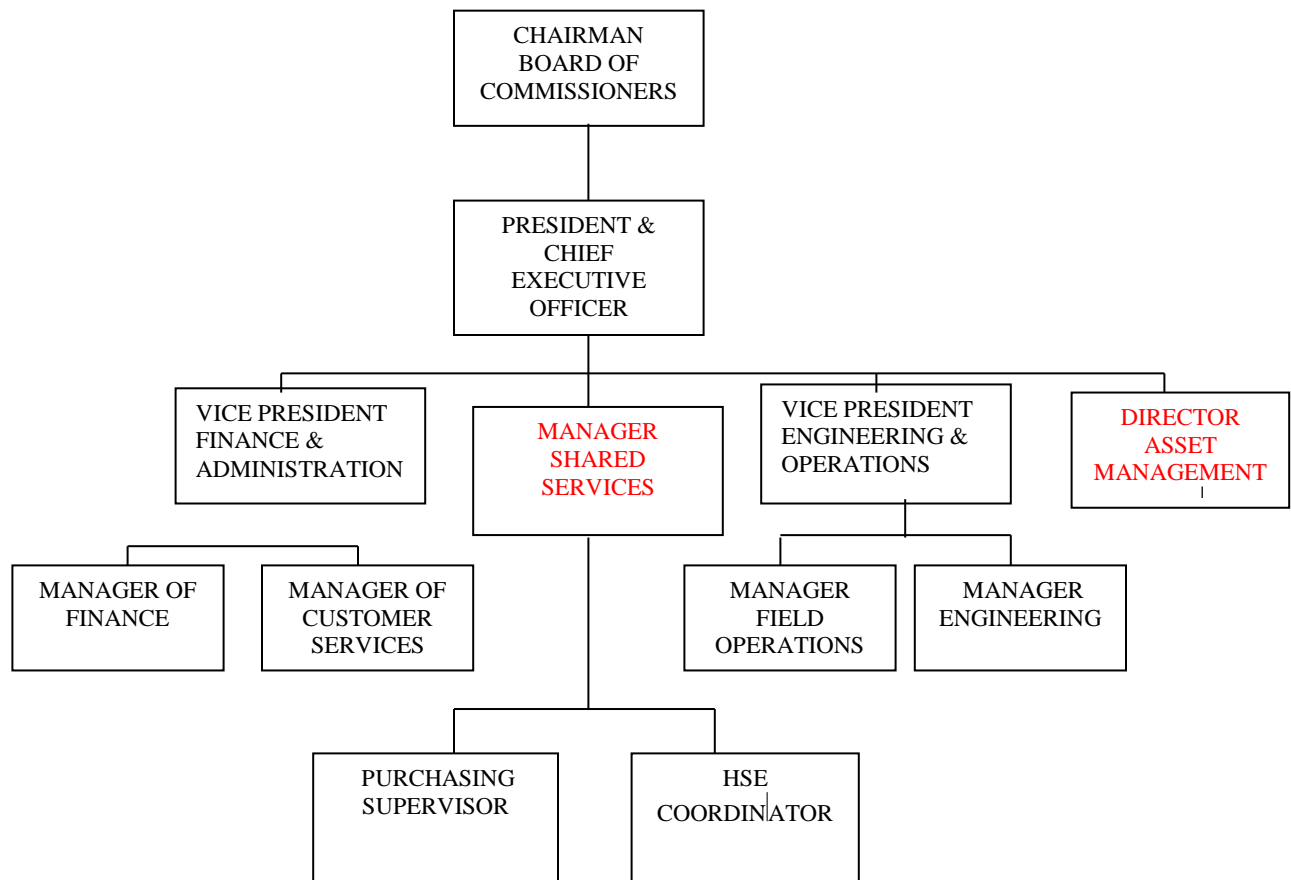 CHAIRMAN
BOARD OF
COMMISSIONERS
PRESIDENT &
CHIEF
EXECUTIVE
OFFICER
VICE PRESIDENT
FINANCE &
ADMINISTRATION
MANAGER
SHARED
SERVICES
VICE PRESIDENT
ENGINEERING &
OPERATIONS
DIRECTOR
ASSET
MANAGEMENT
MANAGER OF
FINANCE
MANAGER OF
CUSTOMER
SERVICES
MANAGER
FIELD
OPERATIONS
MANAGER
ENGINEERING
PURCHASING
SUPERVISOR
HSE
COORDINATOR